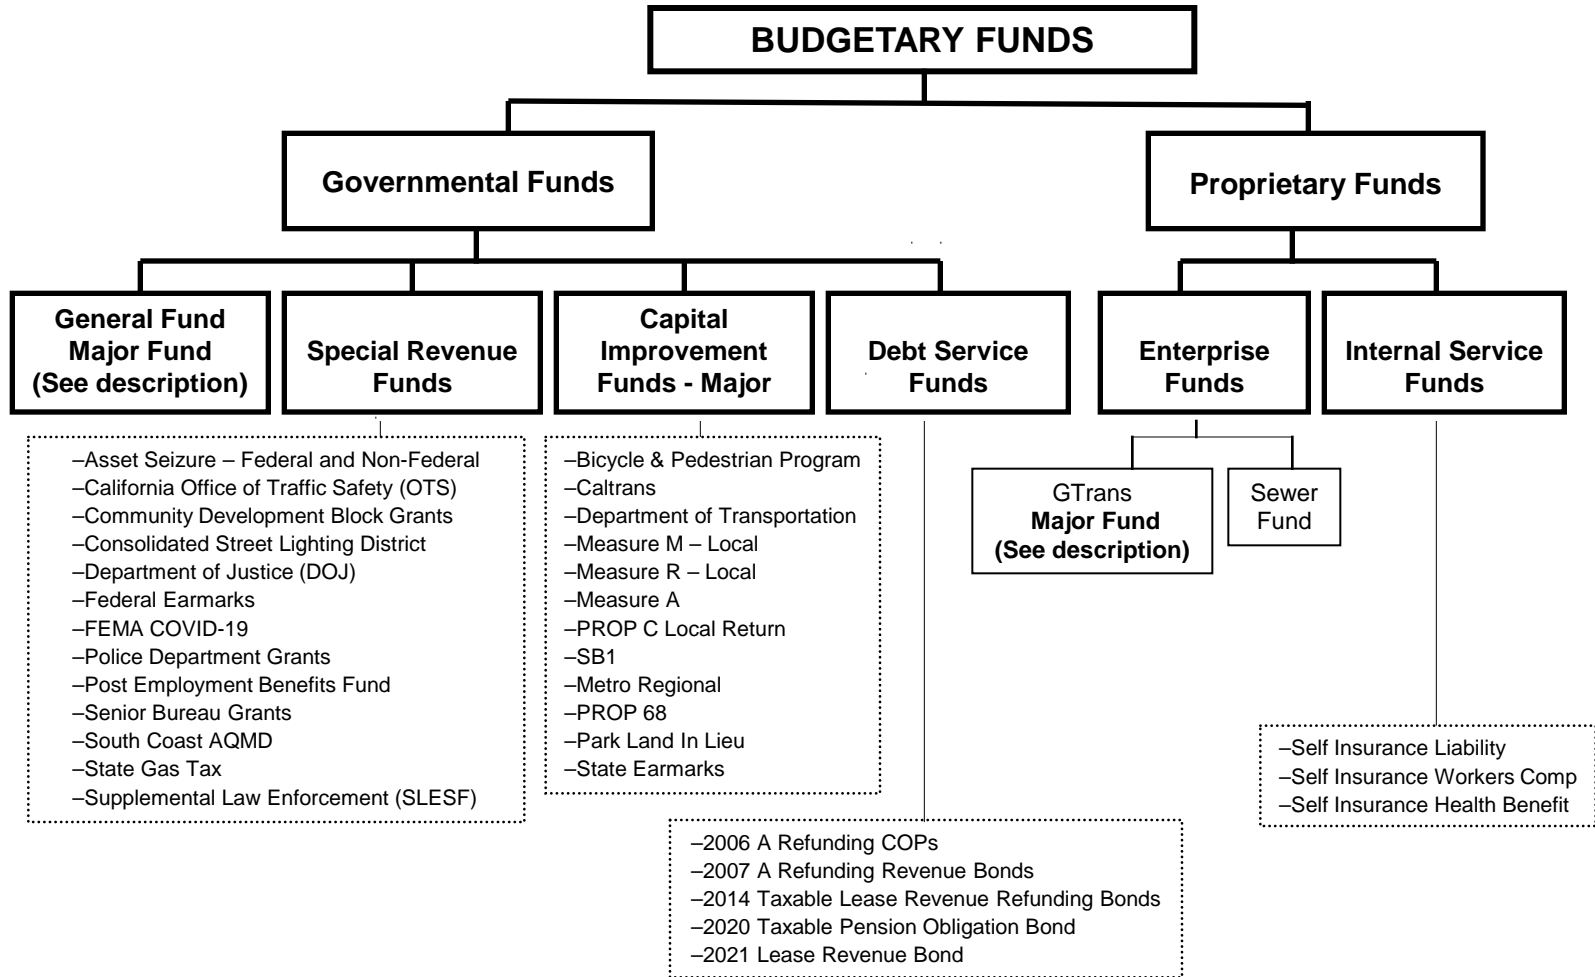 BUDGETARY FUNDS
Governmental Funds
Proprietary Funds
General Fund
Major Fund
(See description)
Special Revenue
Funds
Capital
Improvement
Funds - Major
Debt Service
Funds
Enterprise
Funds
Internal Service
Funds
–Asset Seizure – Federal and Non-Federal
–California Office of Traffic Safety (OTS)
–Community Development Block Grants
–Consolidated Street Lighting District
–Department of Justice (DOJ)
–Federal Earmarks
–FEMA COVID-19
–Police Department Grants
–Post Employment Benefits Fund
–Senior Bureau Grants
–South Coast AQMD
–State Gas Tax
–Supplemental Law Enforcement (SLESF)
–Bicycle & Pedestrian Program
–Caltrans
–Department of Transportation
–Measure M – Local
–Measure R – Local
–Measure A
–PROP C Local Return
–SB1
–Metro Regional
–PROP 68
–Park Land In Lieu
–State Earmarks
–2006 A Refunding COPs
–2007 A Refunding Revenue Bonds
–2014 Taxable Lease Revenue Refunding Bonds
–2020 Taxable Pension Obligation Bond
–2021 Lease Revenue Bond
GTrans
Major Fund
(See description)
Sewer
Fund
–Self Insurance Liability
–Self Insurance Workers Comp
–Self Insurance Health Benefit